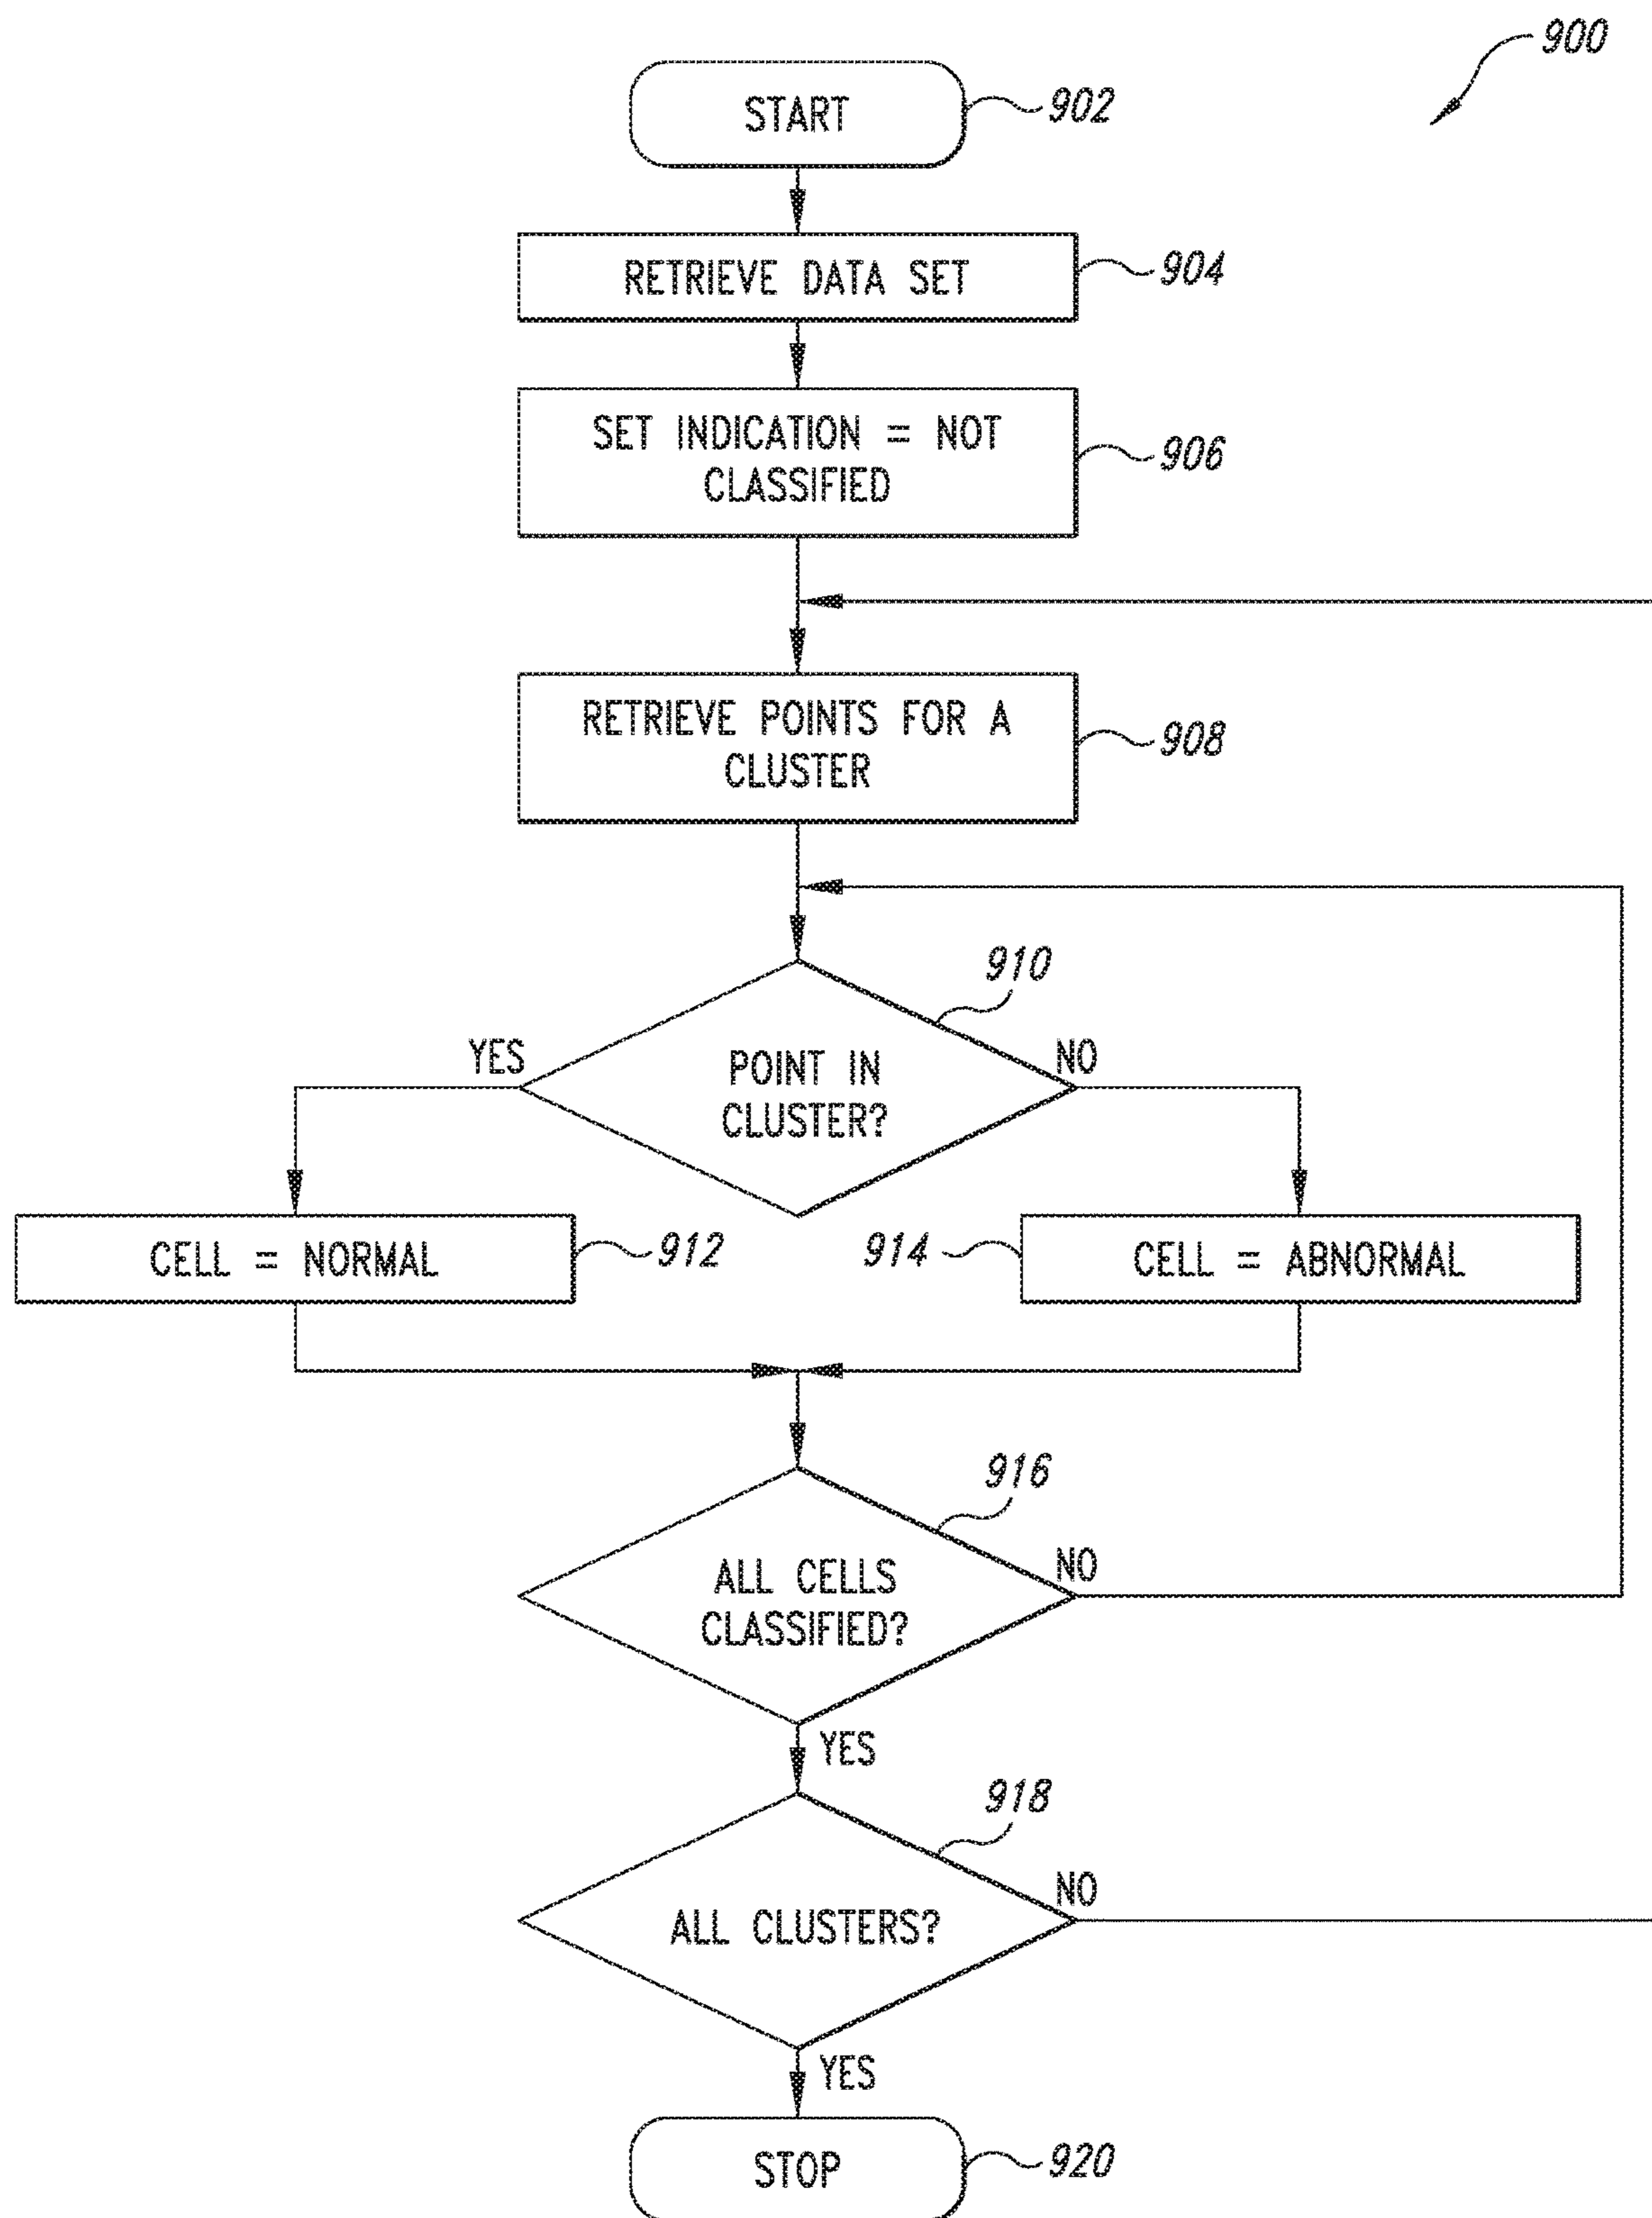 900
START
902
RETRIEVE DATA SET
904
SET INDICATION = NOT
CLASSIFIED
906
RETRIEVE POINTS FOR A
CLUSTER
908
910
YES
NO
POINT IN
CLUSTER?
CELL = NORMAL
912
914
CELL = ABNORMAL
916
NO
ALL CELLS
CLASSIFIED?
YES
918
NO
ALL CLUSTERS?
YES
STOP
920